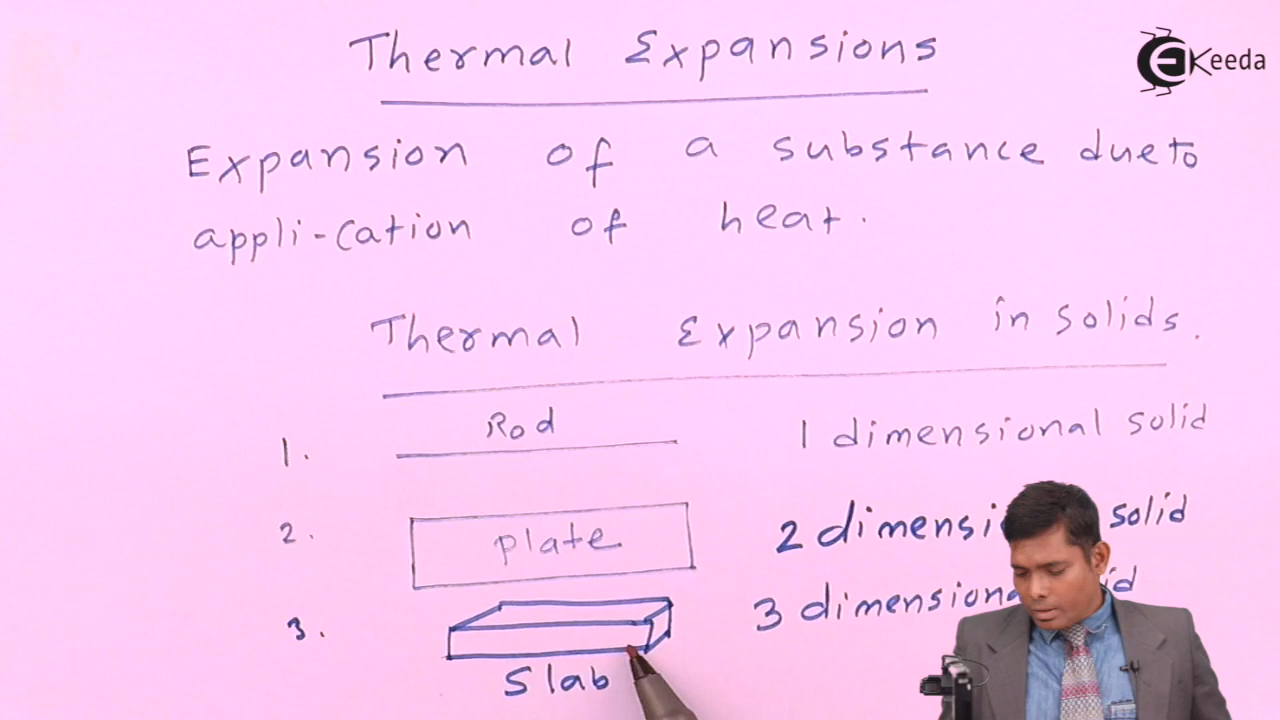 Thermal Expansions
EKeeda
Expansion of a substance due to
appli-cation of heat.
Thermal Expansion in solids.
1. Rod 1 dimensional solid
2. plate 2 dimensi solid
3. 3 dimensiona id
Slab